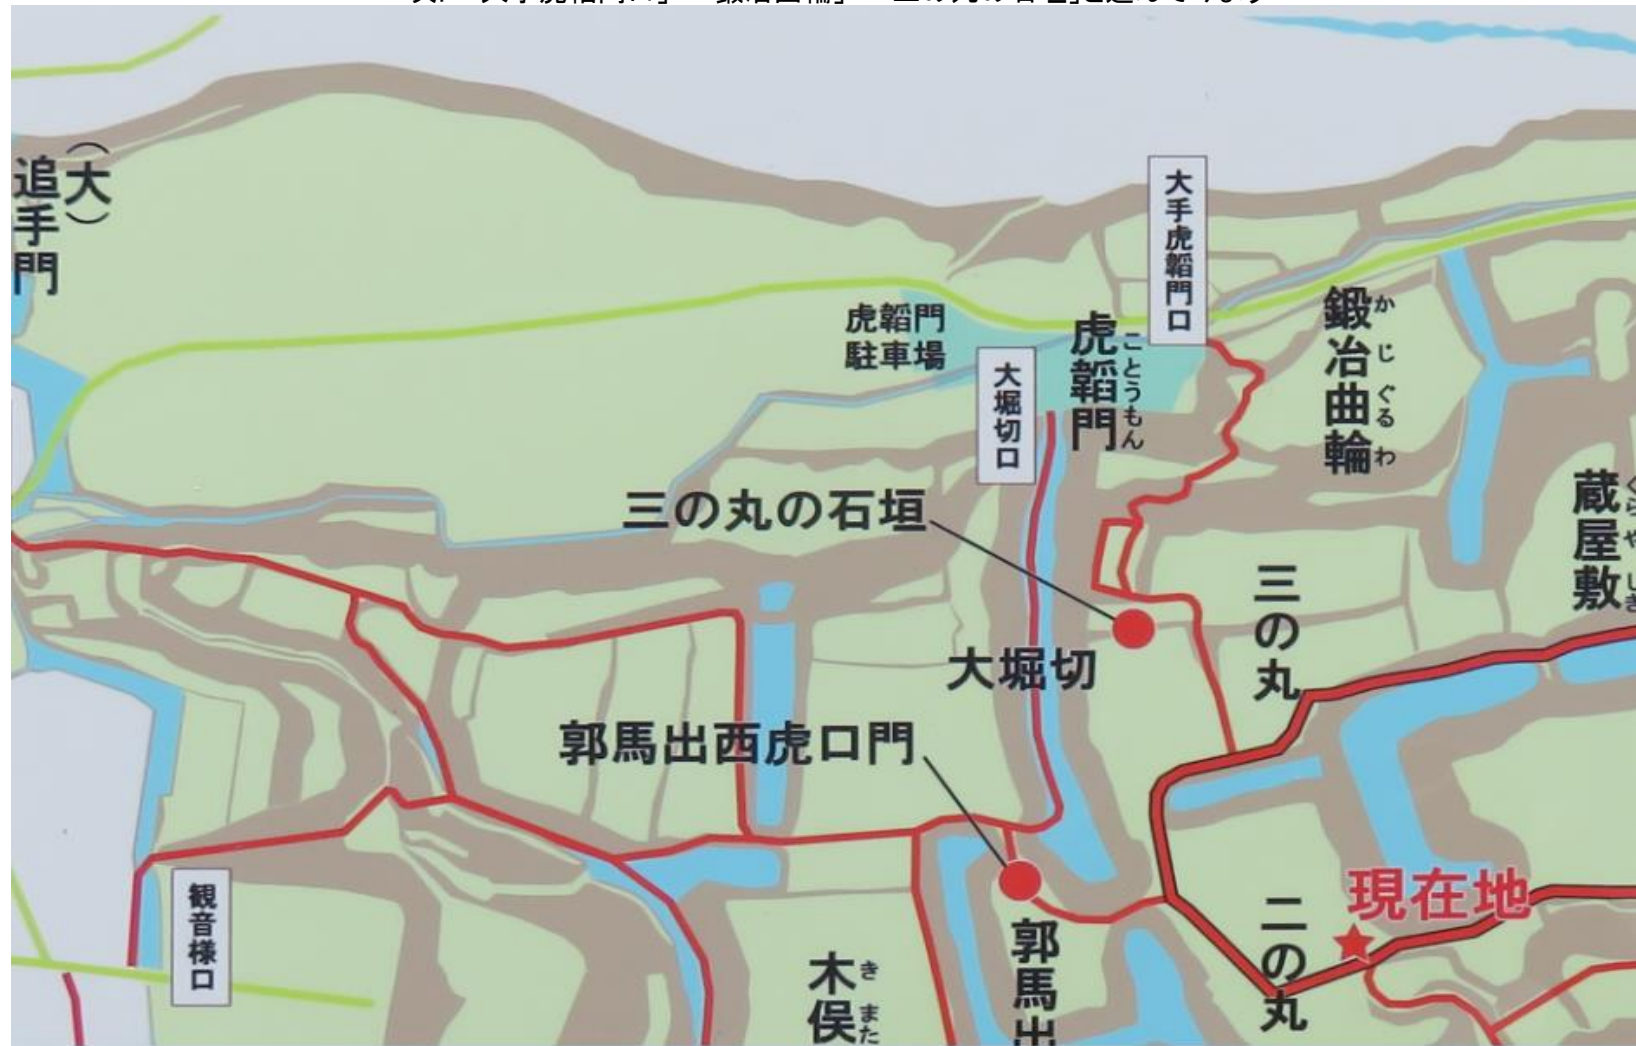 (大)
追手門
大手虎韜門口
虎韜門
駐車場
大堀切口
虎韜門
ことうもん
鍛冶曲輪
かじぐるわ
蔵屋敷
三の丸の石垣
三の丸
大堀切
郭馬出西虎口門
現在地
二の丸
観音様口
木俣
きまた
郭馬出